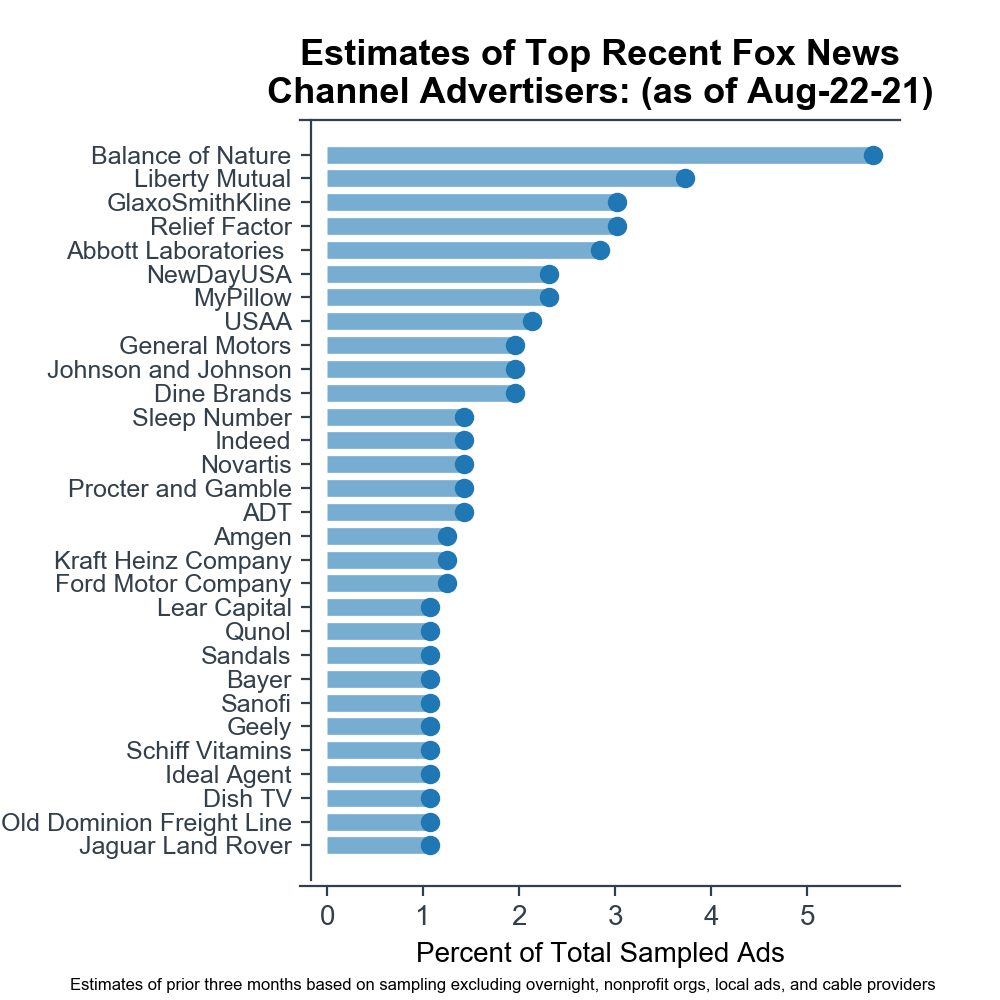 Estimates of Top Recent Fox News
Channel Advertisers: (as of Aug-22-21)
Balance of Nature
Liberty Mutual
GlaxoSmithKline
Relief Factor
Abbott Laboratories
NewDayUSA
MyPillow
USAA
General Motors
Johnson and Johnson
Dine Brands
Sleep Number
Indeed
Novartis
Procter and Gamble
ADT
Amgen
Kraft Heinz Company
Ford Motor Company
Lear Capital
Qunol
Sandals
Bayer
Sanofi
Geely
Schiff Vitamins
Ideal Agent
Dish TV
Old Dominion Freight Line
Jaguar Land Rover
0 1 2 3 4 5
Percent of Total Sampled Ads
Estimates of prior three months based on sampling excluding overnight, nonprofit orgs, local ads, and cable providers